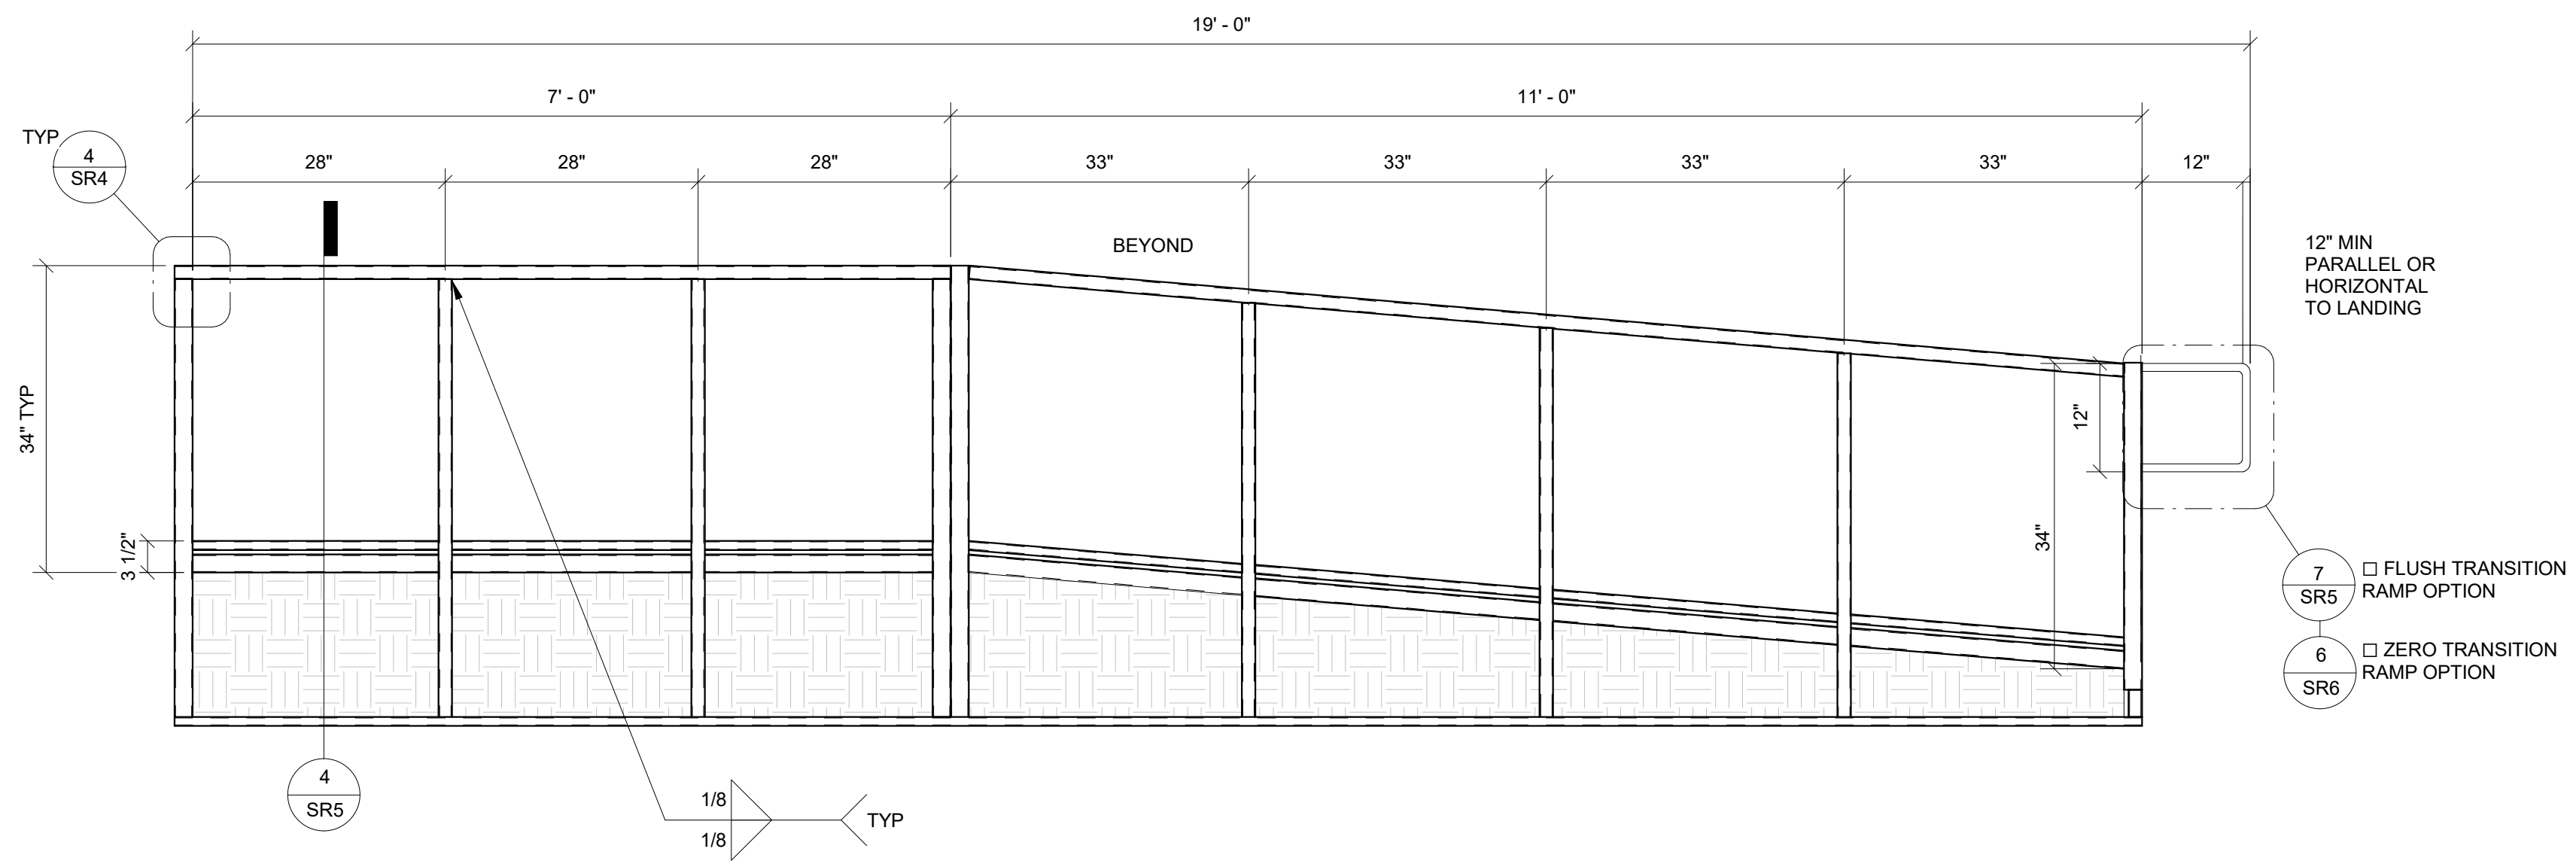 19' - 0"
7' - 0"
11' - 0"
TYP
4
SR4
28"
28"
28"
33"
33"
33"
33"
12"
BEYOND
12" MIN
PARALLEL OR
HORIZONTAL
TO LANDING
34" TYP
3 1/2"
12"
34"
7
SR5
□ FLUSH TRANSITION
RAMP OPTION
6
SR6
□ ZERO TRANSITION
RAMP OPTION
4
SR5
1/8
1/8
TYP